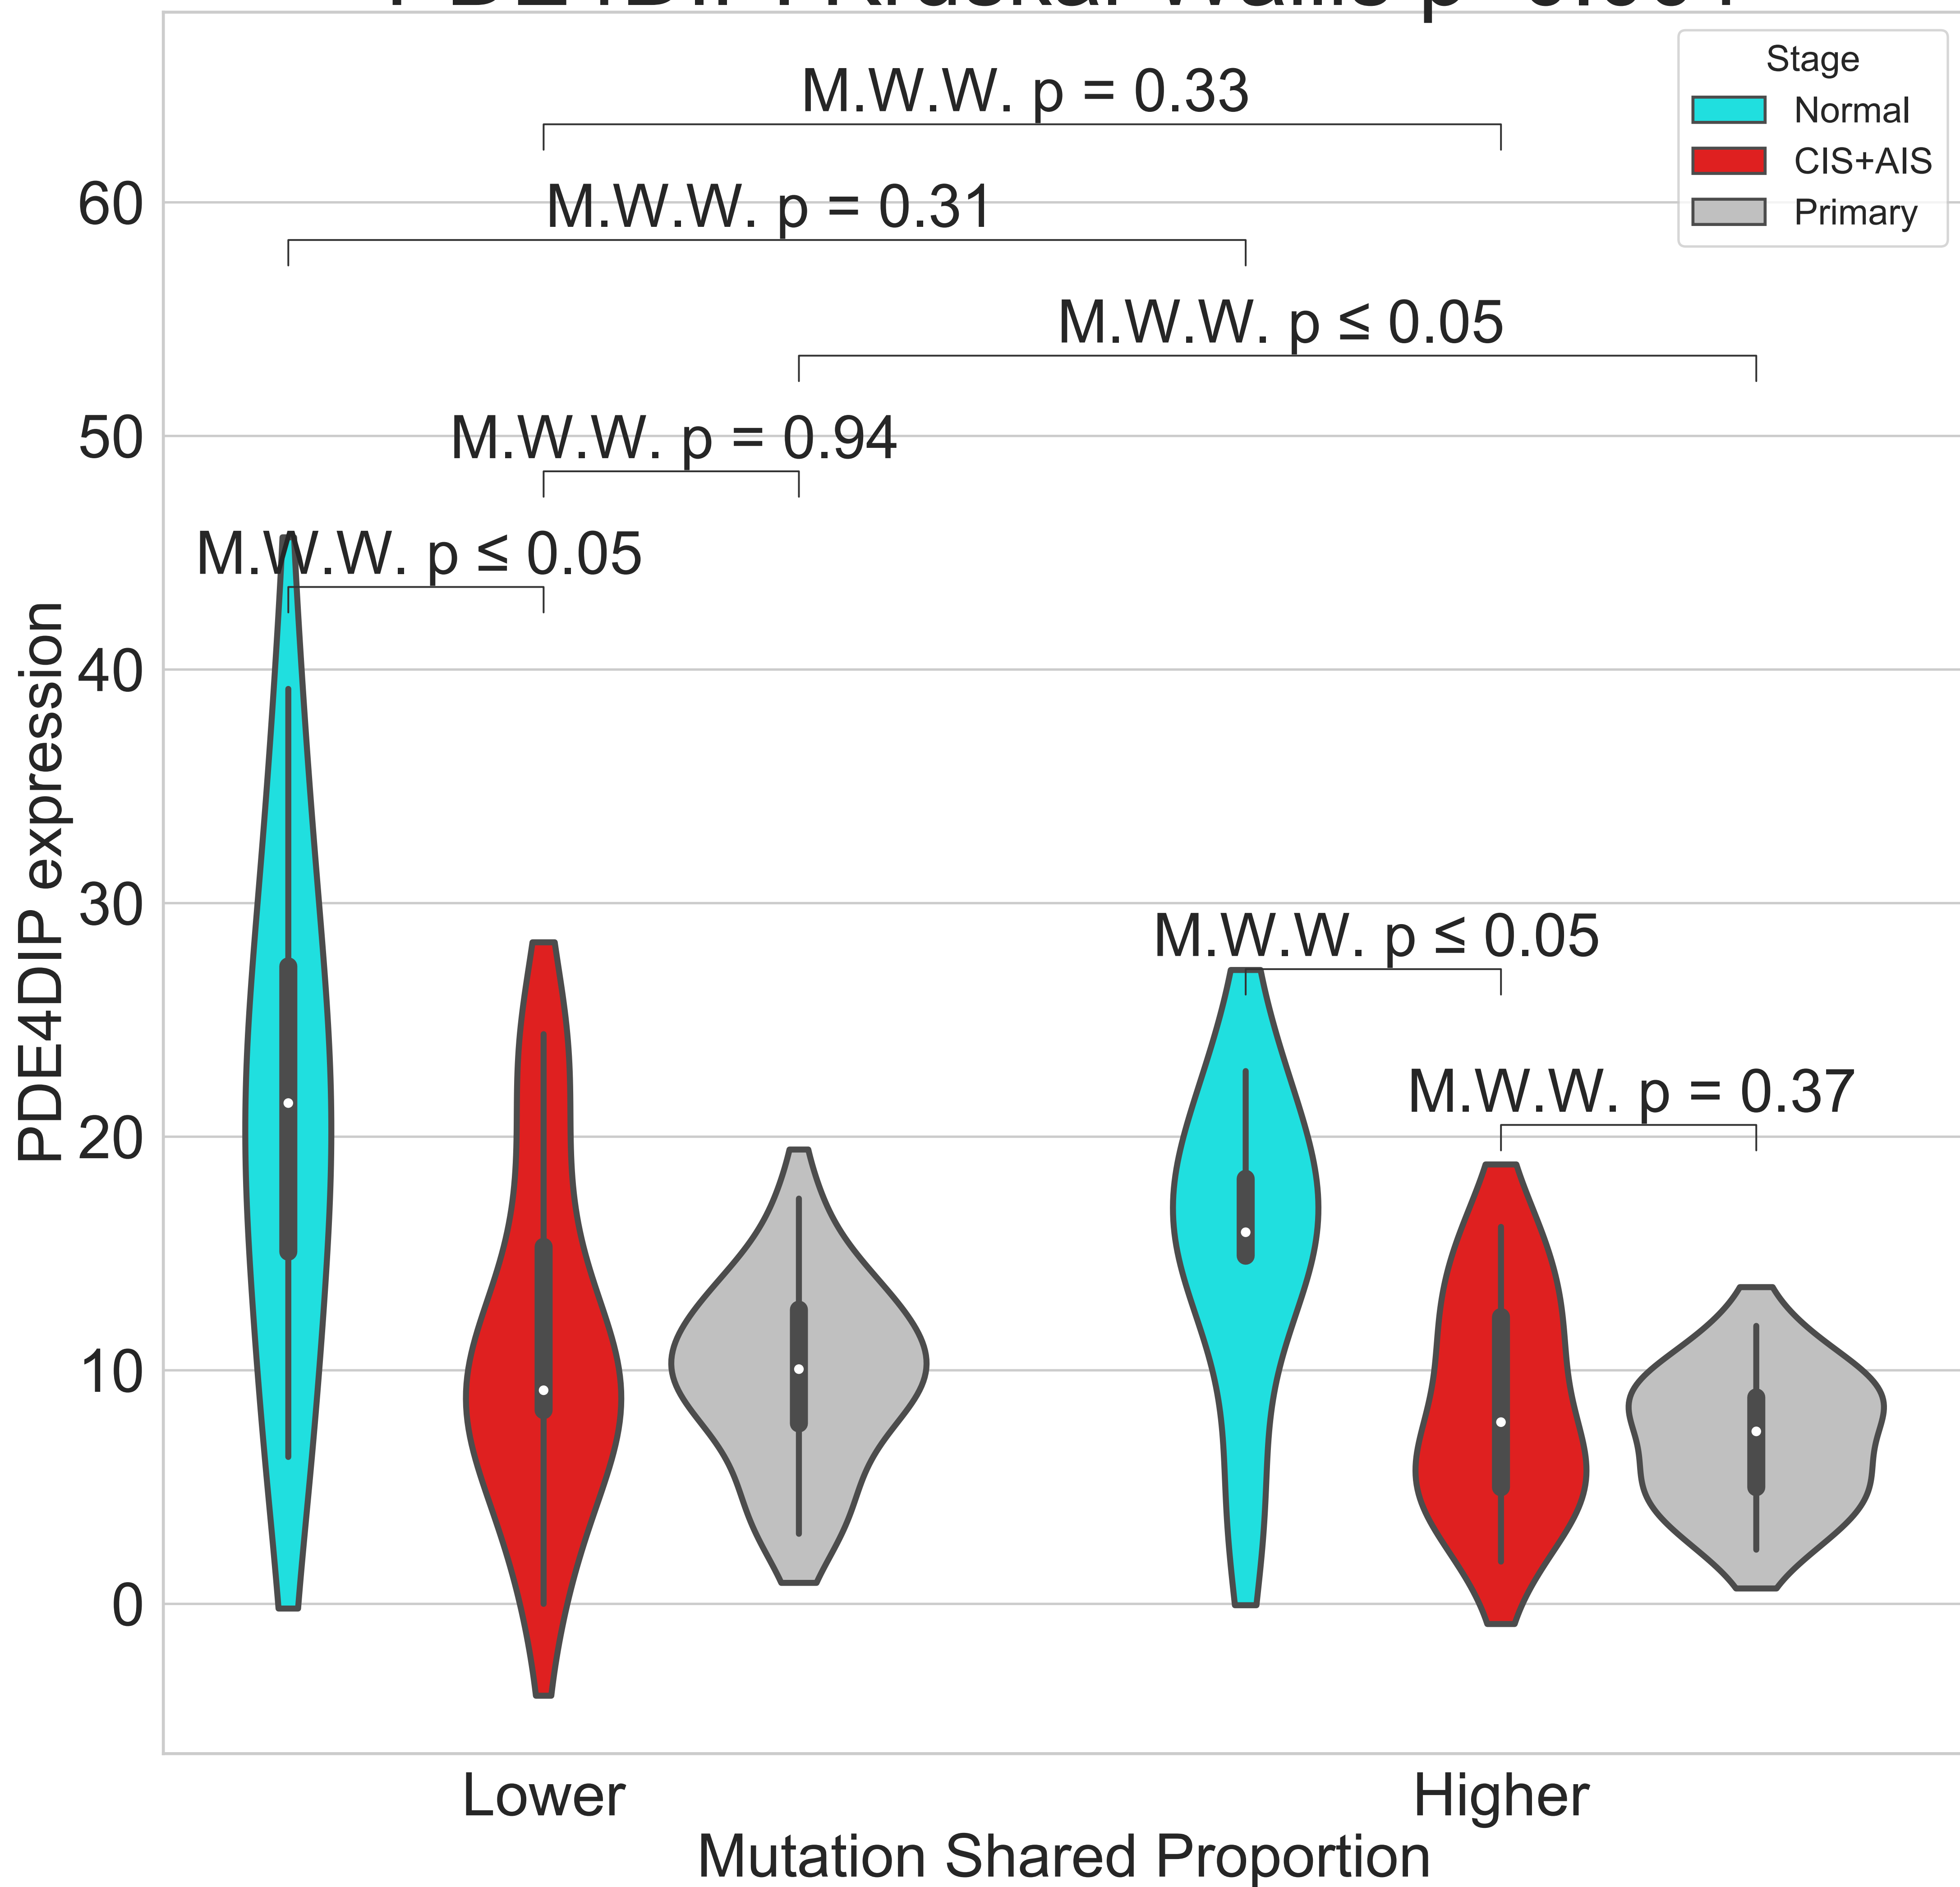 Stage
Normal
CIS+AIS
Primary
M.W.W. p = 0.33
M.W.W. p = 0.31
M.W.W. p ≤ 0.05
M.W.W. p = 0.94
M.W.W. p ≤ 0.05
M.W.W. p ≤ 0.05
M.W.W. p = 0.37
60
50
40
30
20
10
0
PDE4DIP expression
Lower
Higher
Mutation Shared Proportion